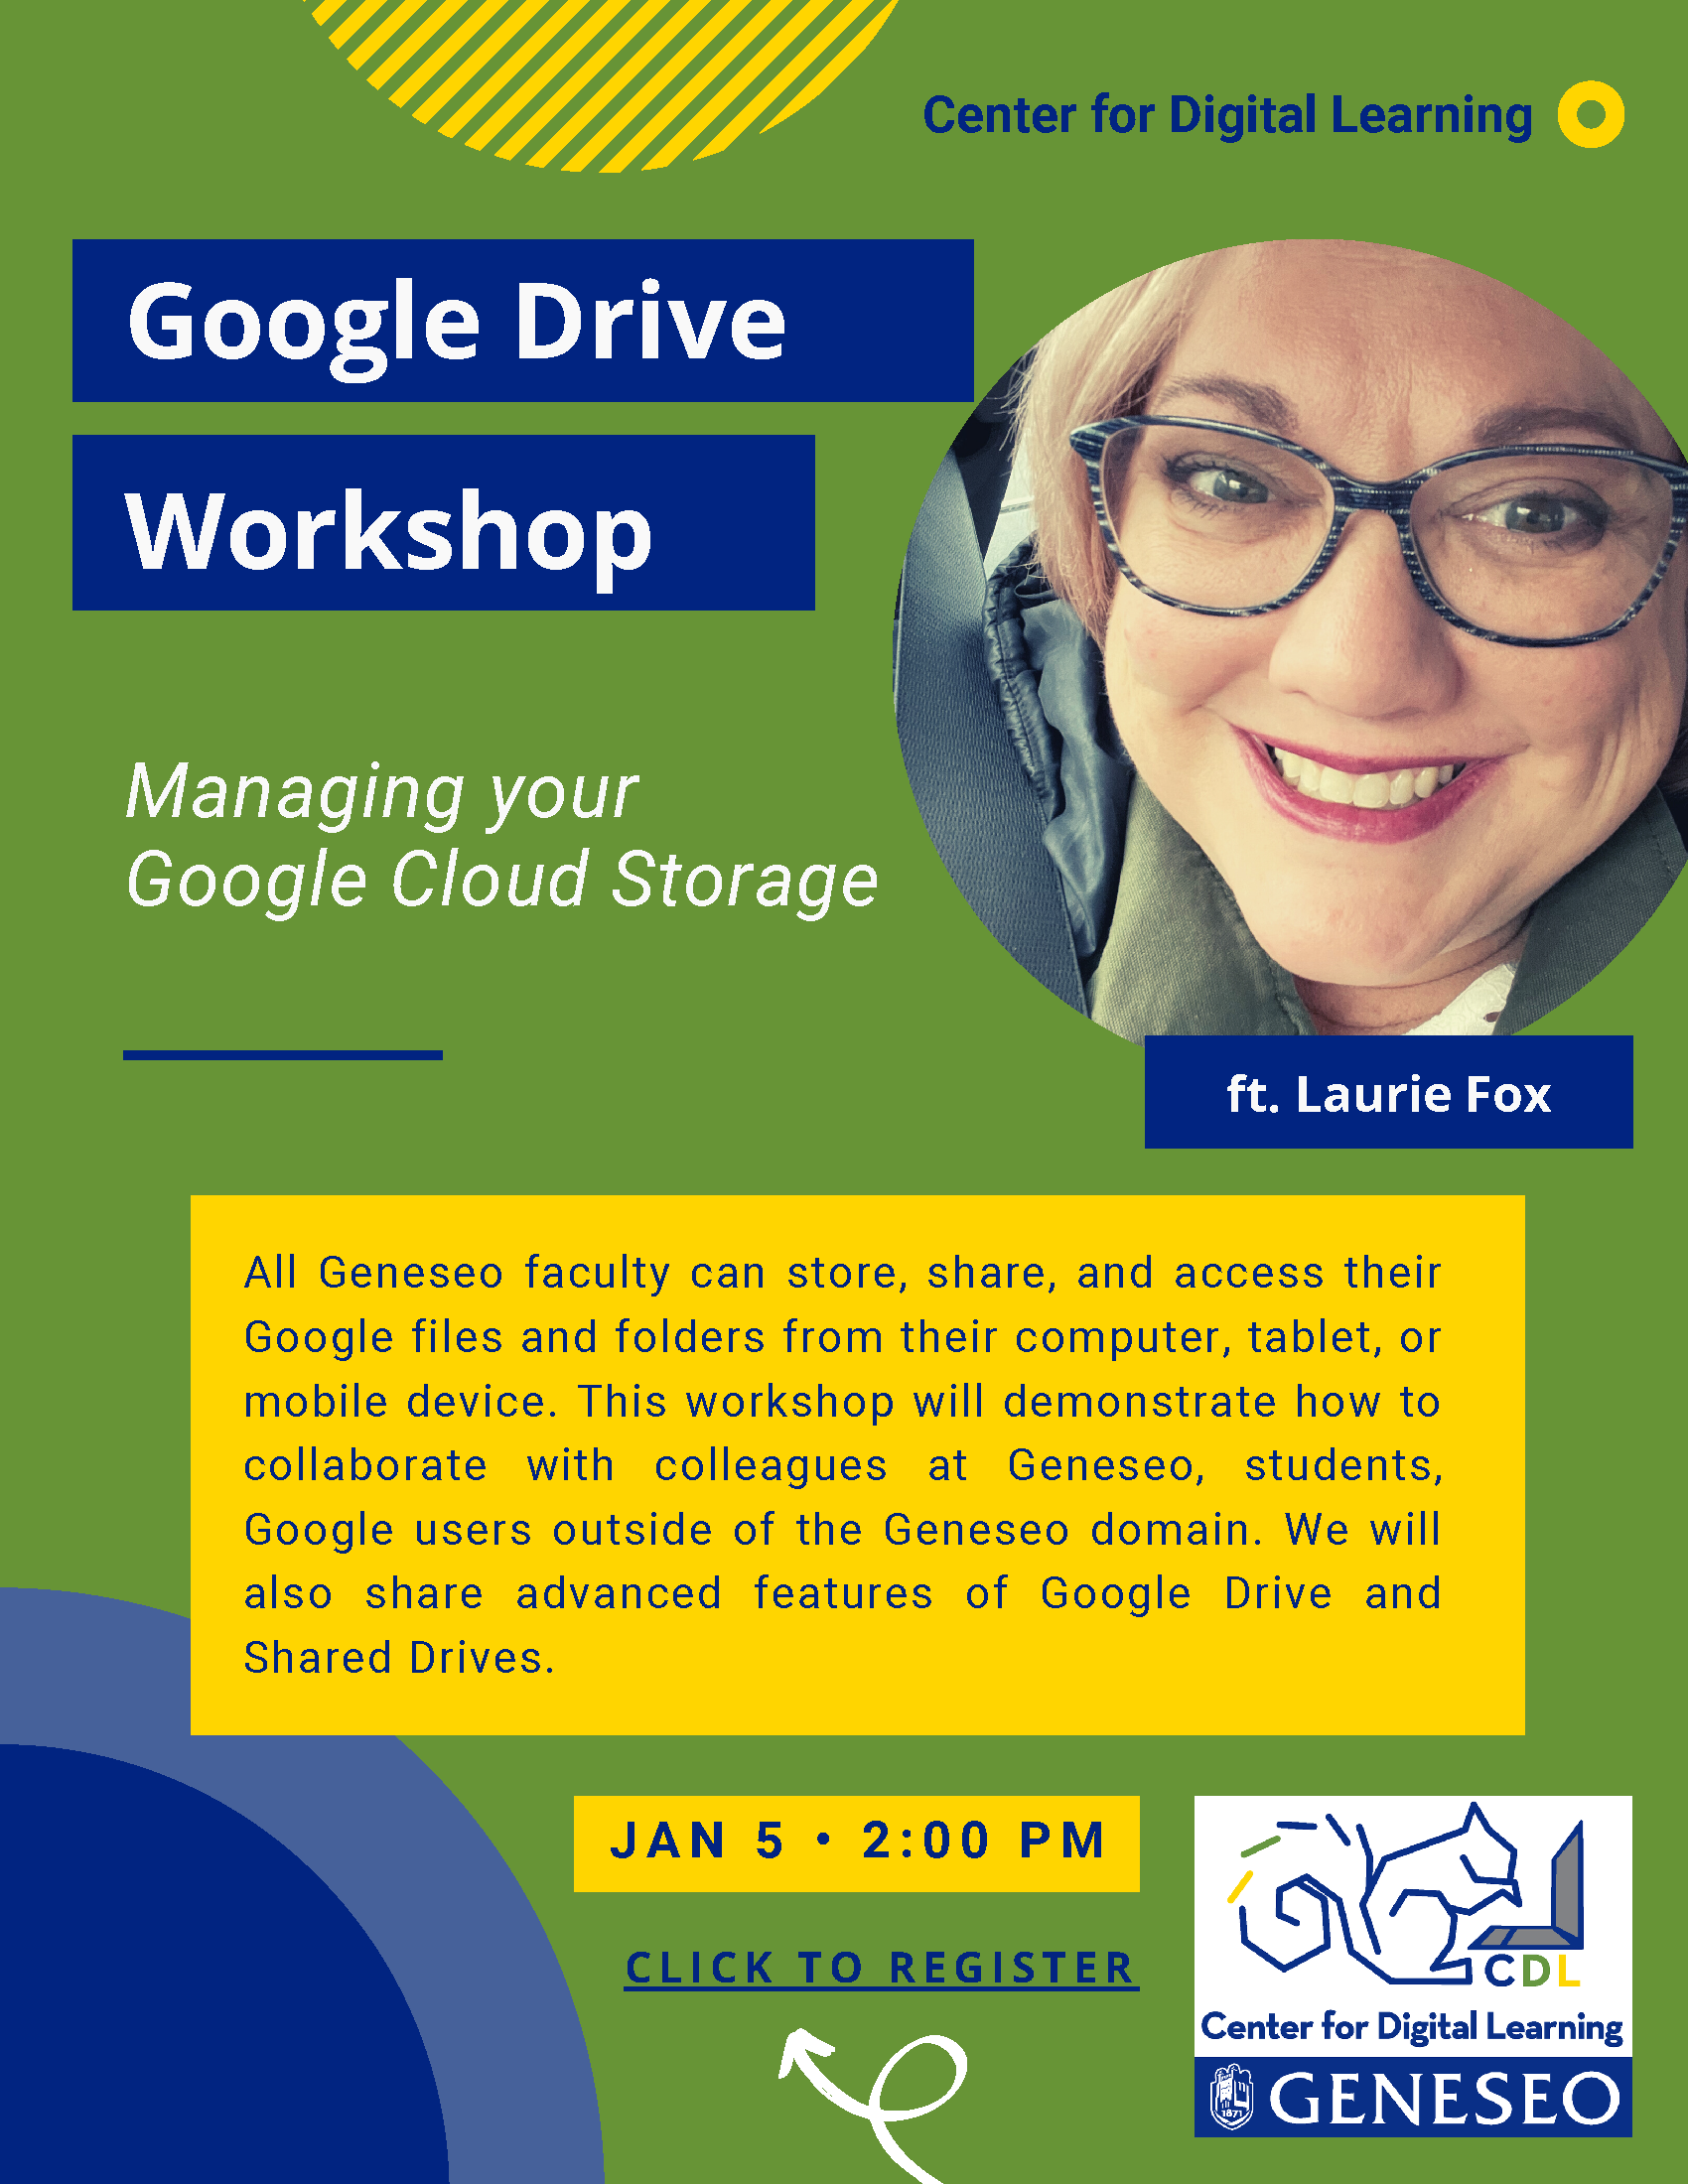 Center for Digital Learning
Google Drive
Workshop
Managing your
Google Cloud Storage
ft. Laurie Fox
All Geneseo faculty can store, share, and access their
Google files and folders from their computer, tablet, or
mobile device. This workshop will demonstrate how to
collaborate with colleagues at Geneseo, students,
Google users outside of the Geneseo domain. We will
also share advanced features of Google Drive and
Shared Drives.
JAN 5 • 2:00 PM
CLICK TO REGISTER
CDL
Center for Digital Learning
1871
GENESEO